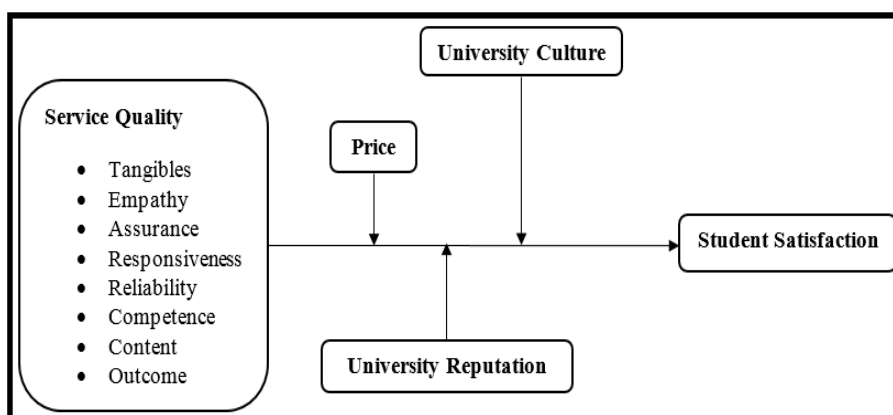 University Culture
Service Quality
Price
• Tangibles
• Empathy
• Assurance
• Responsiveness
• Reliability
• Competence
• Content
• Outcome
Student Satisfaction
University Reputation